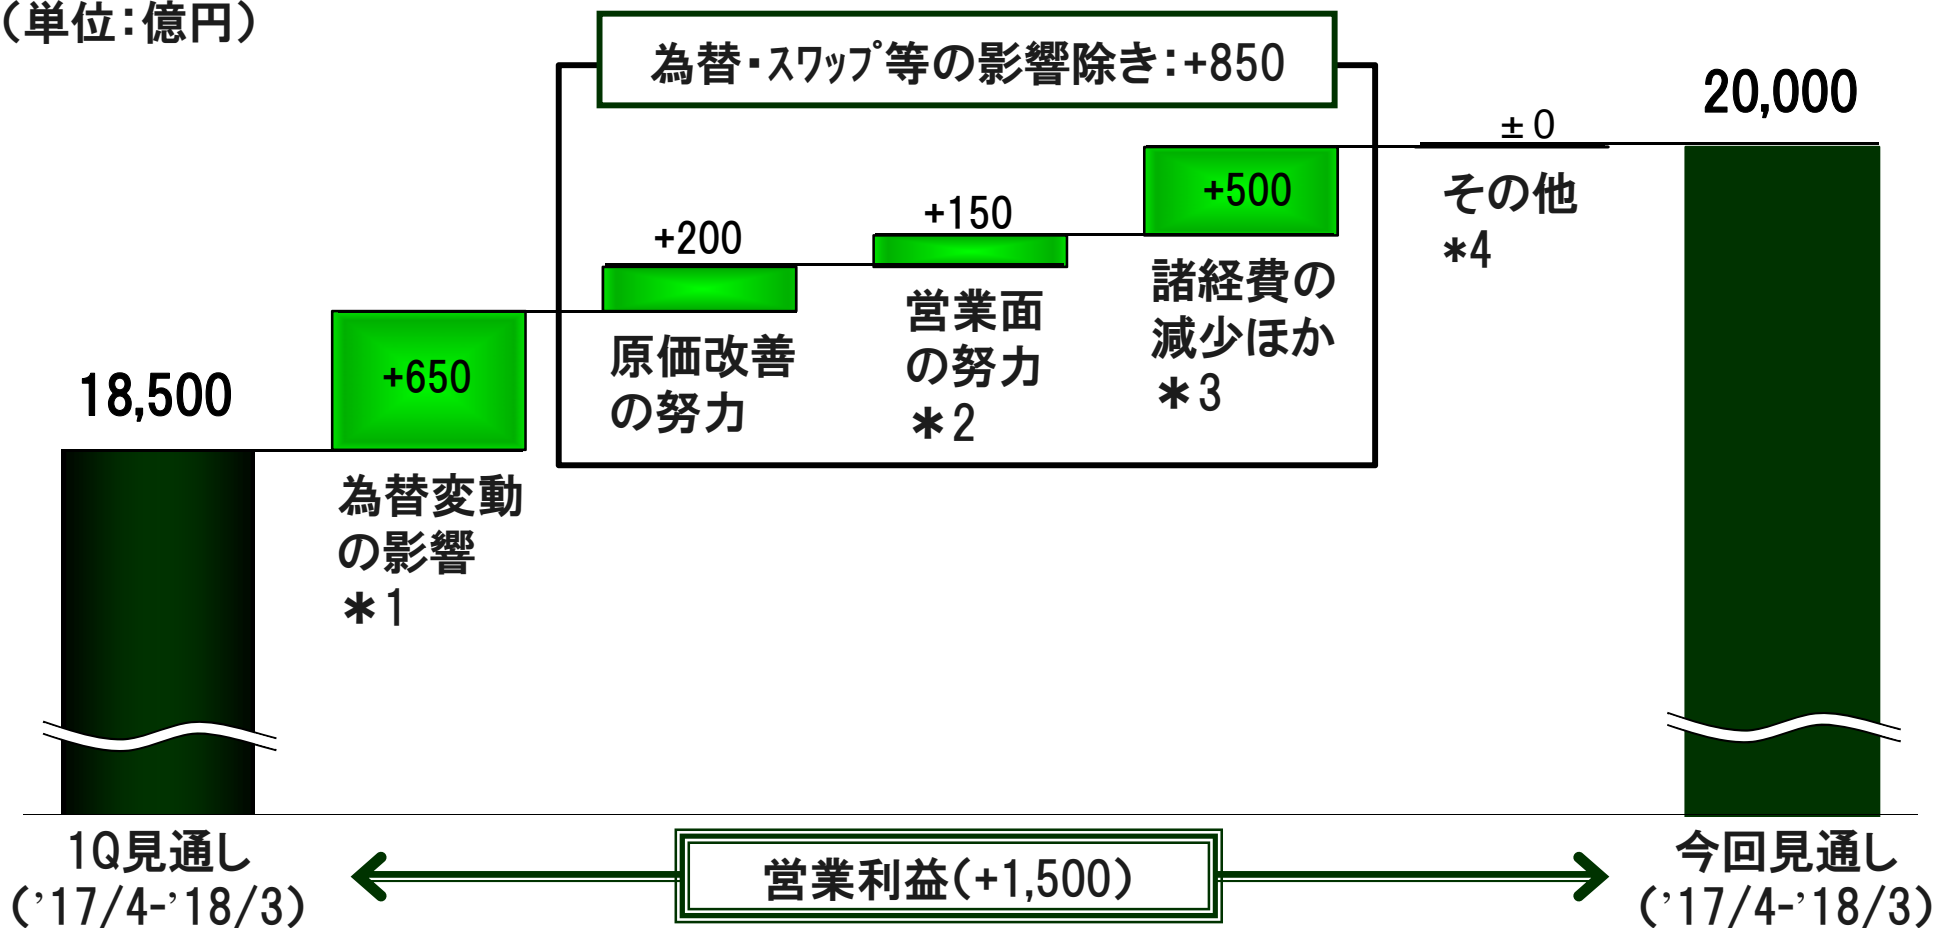 （単位：億円）
為替・ｽﾜｯﾌﾟ等の影響除き：+850
20,000
±0
その他
*4
+500
諸経費の
減少ほか
＊3
+150
営業面
の努力
＊2
+200
原価改善
の努力
+650
為替変動
の影響
＊1
18,500
1Q見通し
（’17/4-’18/3）
営業利益（+1,500）
今回見通し
（’17/4-’18/3）